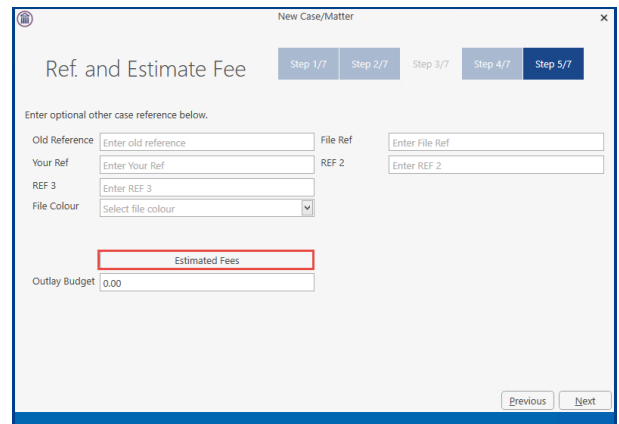 New Case/Matter
×
Ref. and Estimate Fee
Step 1/7 Step 2/7 Step 3/7 Step 4/7 Step 5/7
Enter optional other case reference below.
Old Reference Enter old reference File Ref Enter File Ref
Your Ref Enter Your Ref REF 2 Enter REF 2
REF 3 Enter REF 3
File Colour Select file colour
Estimated Fees
Outlay Budget 0.00
Previous Next